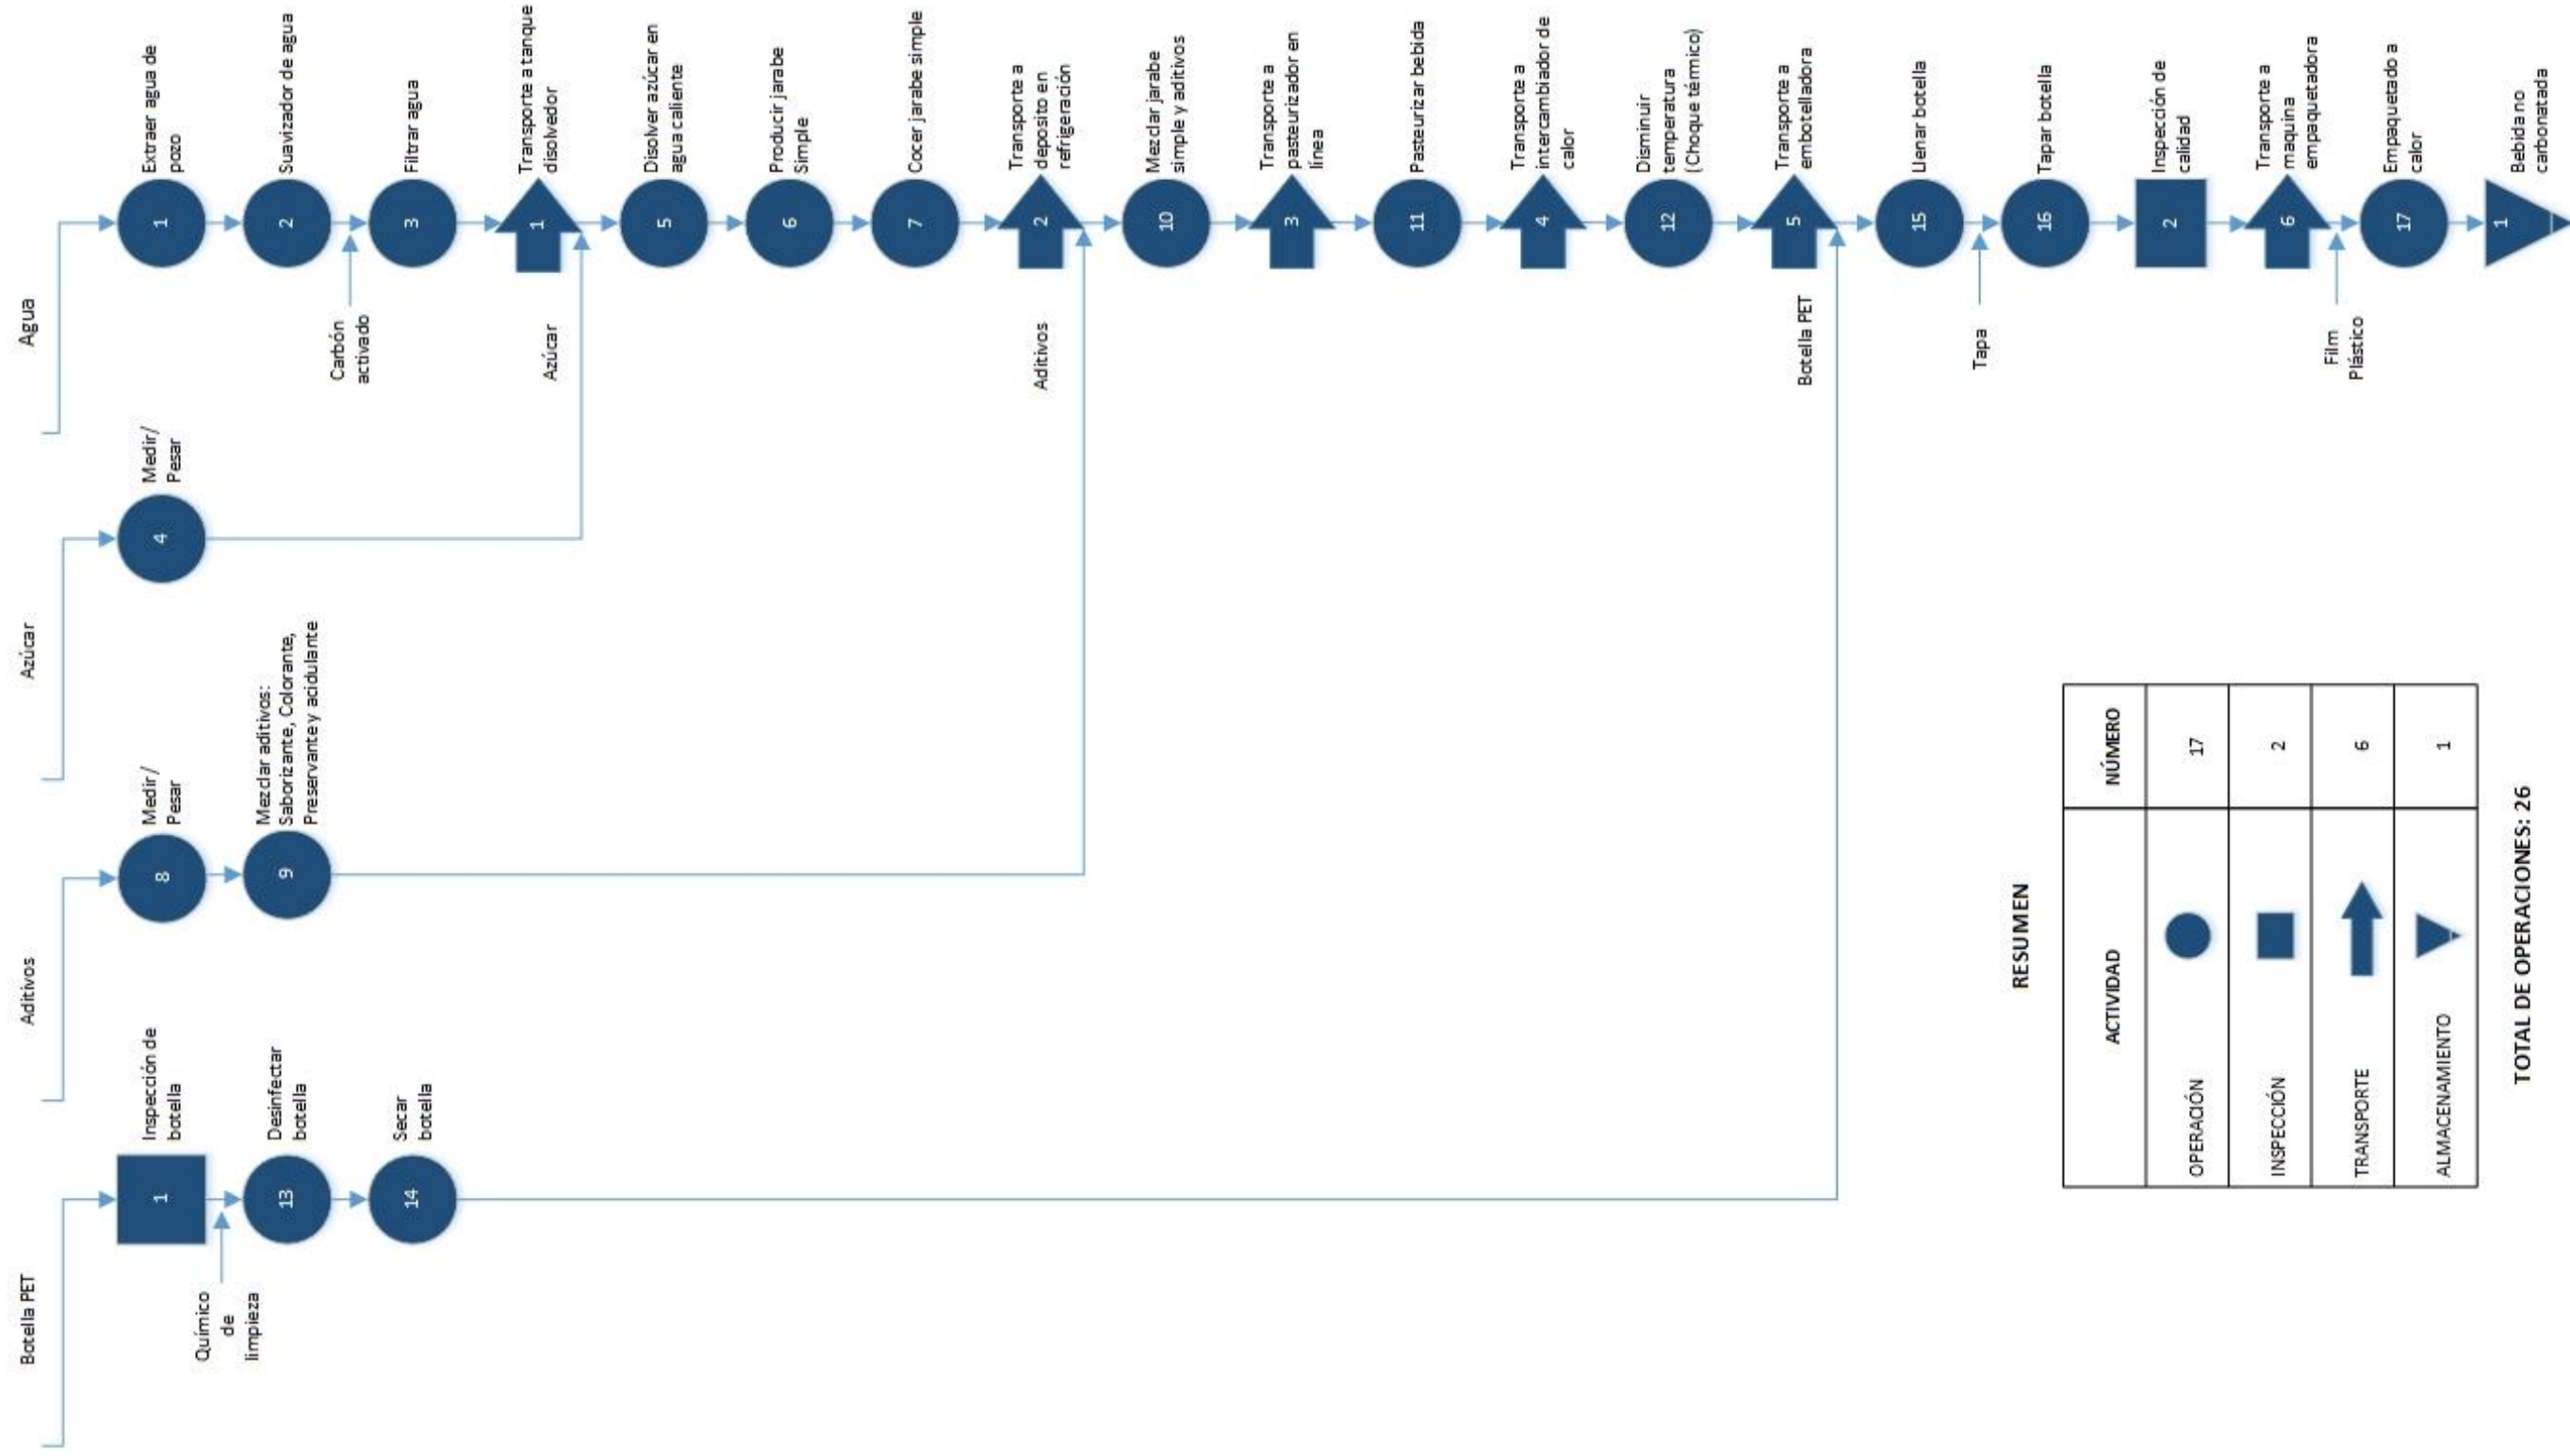 Botella PET
Aditivos
Azúcar
Agua
1
Inspección de
botella
Químico
de
limpieza
13
Desinfectar
botella
14
Secar
botella
8
Medir/
Pesar
9
Mezclar aditivos:
Saborizante, Colorante,
Preservante y acidulante
4
Medir/
Pesar
1
Extraer agua de
pozo
2
Suavizador de agua
Carbón
activado
3
Filtrar agua
1
Transporte a tanque
disolvedor
Azúcar
5
Disolver azúcar en
agua caliente
6
Producir jarabe
Simple
7
Cocer jarabe simple
2
Transporte a
deposito en
refrigeración
Aditivos
10
Mezclar jarabe
simple y aditivos
3
Transporte a
pasteurizador en
línea
11
Pasteurizar bebida
4
Transporte a
intercambiador de
calor
12
Disminuir
temperatura
(Choque térmico)
5
Transporte a
embotelladora
Botella PET
15
Llenar botella
Tapa
16
Tapar botella
2
Inspección de
calidad
6
Transporte a
maquina
empaquetadora
Film
Plástico
17
Empaquetado a
calor
1
Bebida no
carbonatada
RESUMEN
ACTIVIDAD NÚMERO
OPERACIÓN 17
INSPECCIÓN 2
TRANSPORTE 6
ALMACENAMIENTO 1
TOTAL DE OPERACIONES: 26